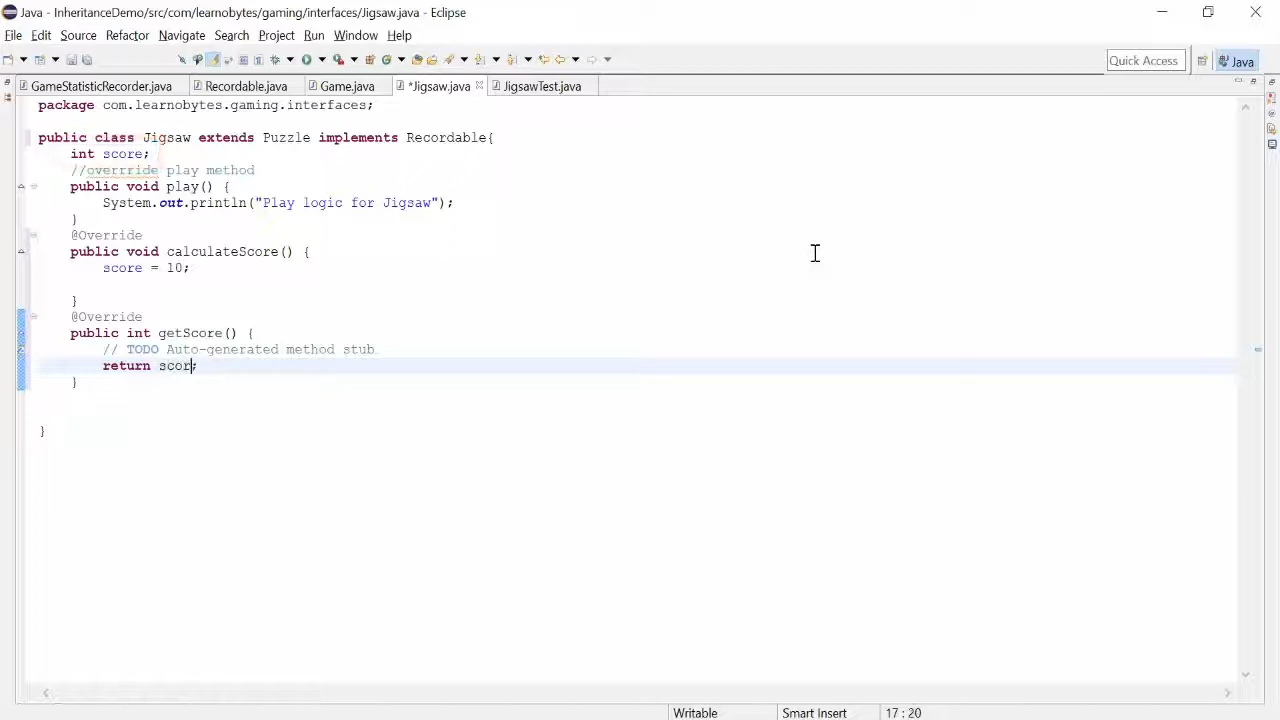 Java - InheritanceDemo/src/com/learnobytes/gaming/interfaces/Jigsaw.java - Eclipse
File Edit Source Refactor Navigate Search Project Run Window Help
Quick Access Java
GameStatisticRecorder.java Recordable.java Game.java *Jigsaw.java JigsawTest.java
package com.learnobytes.gaming.interfaces;
public class Jigsaw extends Puzzle implements Recordable{
int score;
//overrride play method
public void play() {
System.out.println("Play logic for Jigsaw");
}
@Override
public void calculateScore() {
score = 10;
}
@Override
public int getScore() {
// TODO Auto-generated method stub
return scor;
}
}
Writable Smart Insert 17 : 20